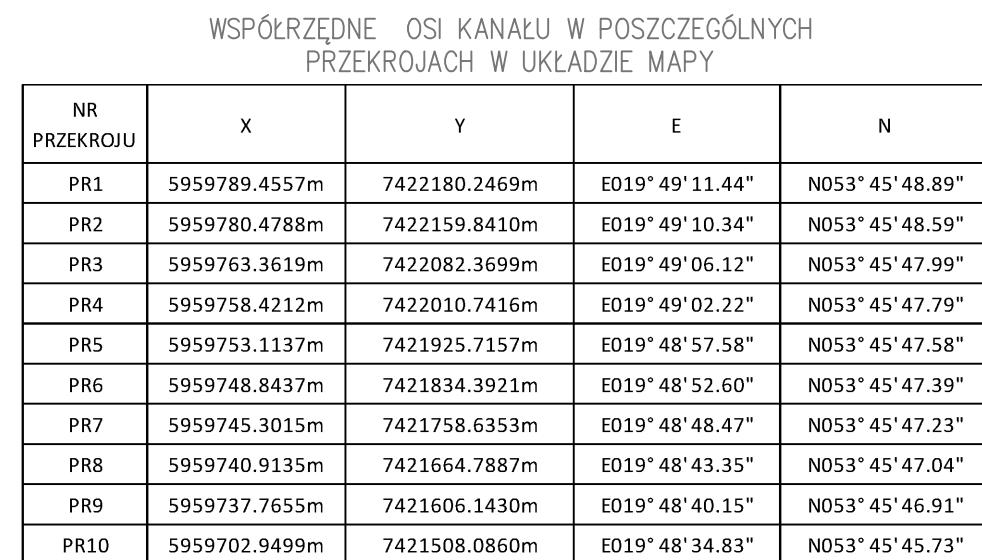 WSPÓŁRZĘDNE OSI KANAŁU W POSZCZEGÓLNYCH
PRZEKROJACH W UKŁADZIE MAPY
NR PRZEKROJU X Y E N
PR1 5959789.4557m 7422180.2469m E019° 49' 11.44" N053° 45' 48.89"
PR2 5959780.4788m 7422159.8410m E019° 49' 10.34" N053° 45' 48.59"
PR3 5959763.3619m 7422082.3699m E019° 49' 06.12" N053° 45' 47.99"
PR4 5959758.4212m 7422010.7416m E019° 49' 02.22" N053° 45' 47.79"
PR5 5959753.1137m 7421925.7157m E019° 48' 57.58" N053° 45' 47.58"
PR6 5959748.8437m 7421834.3921m E019° 48' 52.60" N053° 45' 47.39"
PR7 5959745.3015m 7421758.6353m E019° 48' 48.47" N053° 45' 47.23"
PR8 5959740.9135m 7421664.7887m E019° 48' 43.35" N053° 45' 47.04"
PR9 5959737.7655m 7421606.1430m E019° 48' 40.15" N053° 45' 46.91"
PR10 5959702.9499m 7421508.0860m E019° 48' 34.83" N053° 45' 45.73"